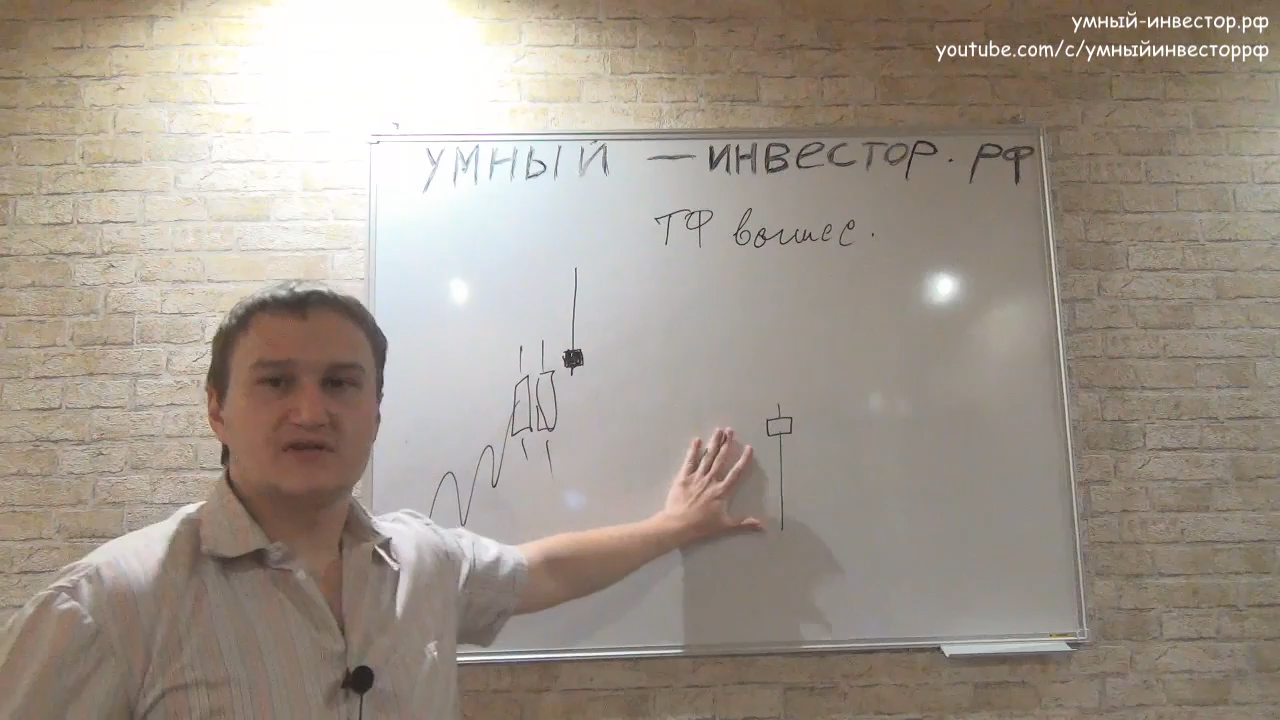 умный-инвестор.рф
youtube.com/c/умныйинвесторрф
УМНЫЙ — ИНВЕСТОР. РФ
ТФ выше.